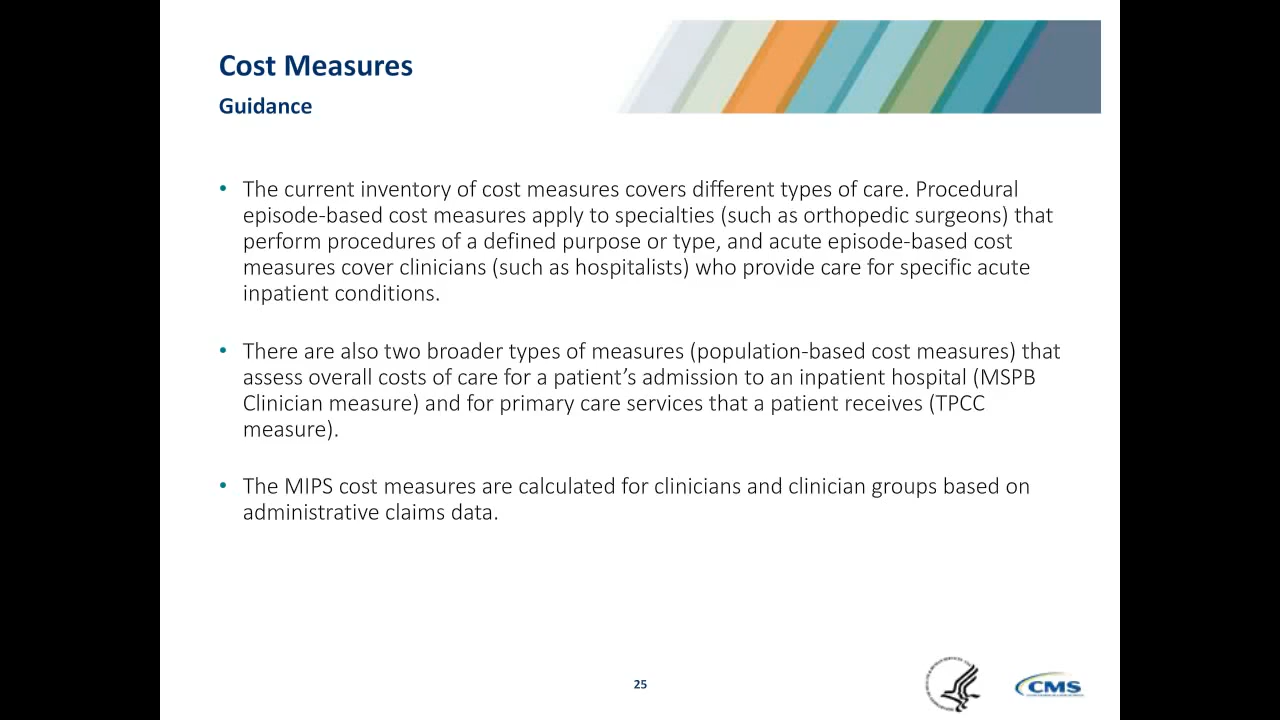 Cost Measures
Guidance
• The current inventory of cost measures covers different types of care. Procedural
episode-based cost measures apply to specialties (such as orthopedic surgeons) that
perform procedures of a defined purpose or type, and acute episode-based cost
measures cover clinicians (such as hospitalists) who provide care for specific acute
inpatient conditions.
• There are also two broader types of measures (population-based cost measures) that
assess overall costs of care for a patient’s admission to an inpatient hospital (MSPB
Clinician measure) and for primary care services that a patient receives (TPCC
measure).
• The MIPS cost measures are calculated for clinicians and clinician groups based on
administrative claims data.
25
CMS